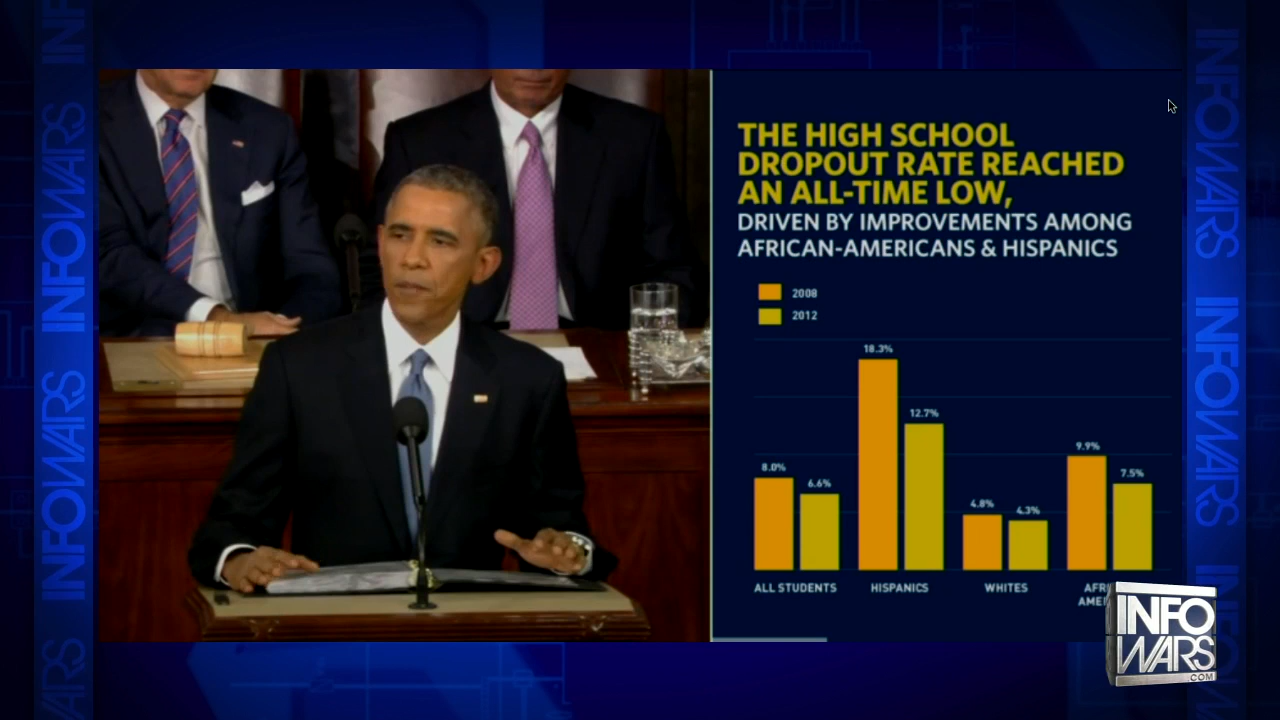 THE HIGH SCHOOL
DROPOUT RATE REACHED
AN ALL-TIME LOW,
DRIVEN BY IMPROVEMENTS AMONG
AFRICAN-AMERICANS & HISPANICS
2008
2012
8.0%
6.6%
18.3%
12.7%
4.8%
4.3%
9.9%
7.5%
ALL STUDENTS
HISPANICS
WHITES
INFO
WARS
.COM
INFOWARS
INFOWARS
INFOWARS
INFOWARS